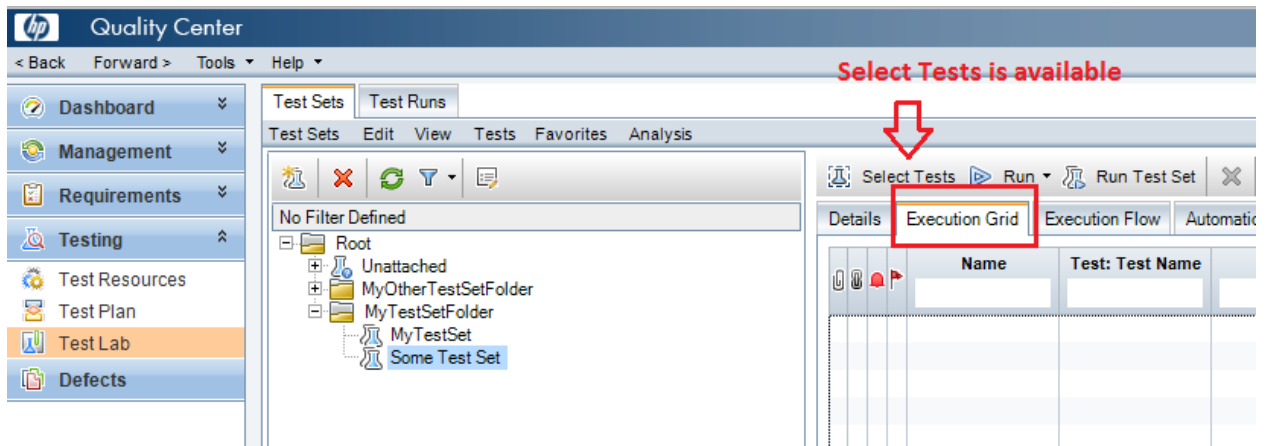 hp Quality Center
< Back Forward > Tools Help
Select Tests is available
Dashboard
Test Sets Test Runs
Test Sets Edit View Tests Favorites Analysis
Management
Select Tests Run Run Test Set
Requirements
No Filter Defined
Details Execution Grid Execution Flow Automatic
Testing
Root
Unattached
Name Test: Test Name
Test Resources
MyOtherTestSetFolder
Test Plan
MyTestSetFolder
MyTestSet
Test Lab
Some Test Set
Defects